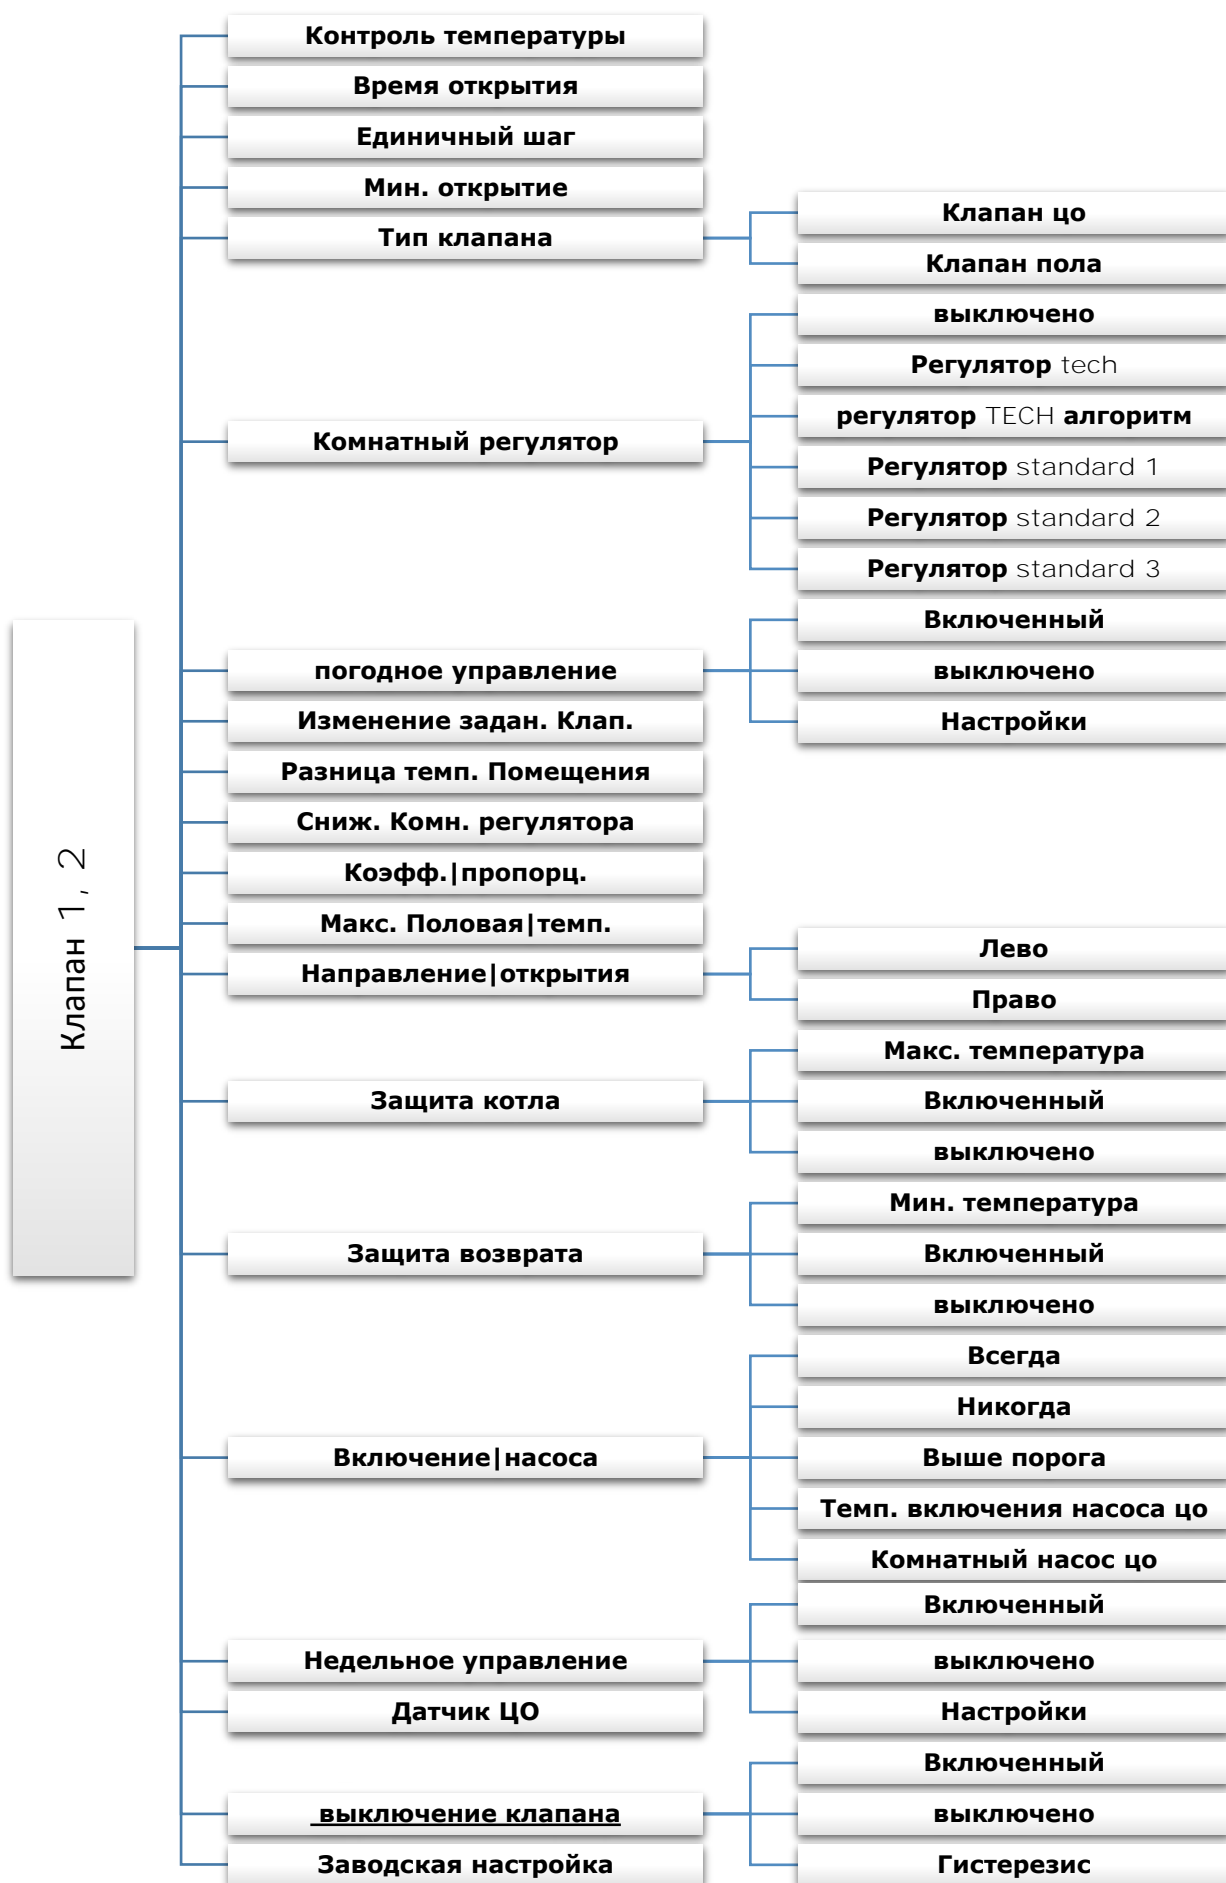 Клапан 1, 2
Контроль температуры
Время открытия
Единичный шаг
Мин. открытие
Тип клапана
Клапан цо
Клапан пола
Комнатный регулятор
выключено
Регулятор tech
регулятор TECH алгоритм
Регулятор standard 1
Регулятор standard 2
Регулятор standard 3
погодное управление
Включенный
выключено
Настройки
Изменение задан. Клап.
Разница темп. Помещения
Сниж. Комн. регулятора
Коэфф.|пропорц.
Макс. Половая|темп.
Направление|открытия
Лево
Право
Защита котла
Макс. температура
Включенный
выключено
Защита возврата
Мин. температура
Включенный
выключено
Включение|насоса
Всегда
Никогда
Выше порога
Темп. включения насоса цо
Комнатный насос цо
Недельное управление
Включенный
выключено
Настройки
Датчик ЦО
выключение клапана
Включенный
выключено
Гистерезис
Заводская настройка